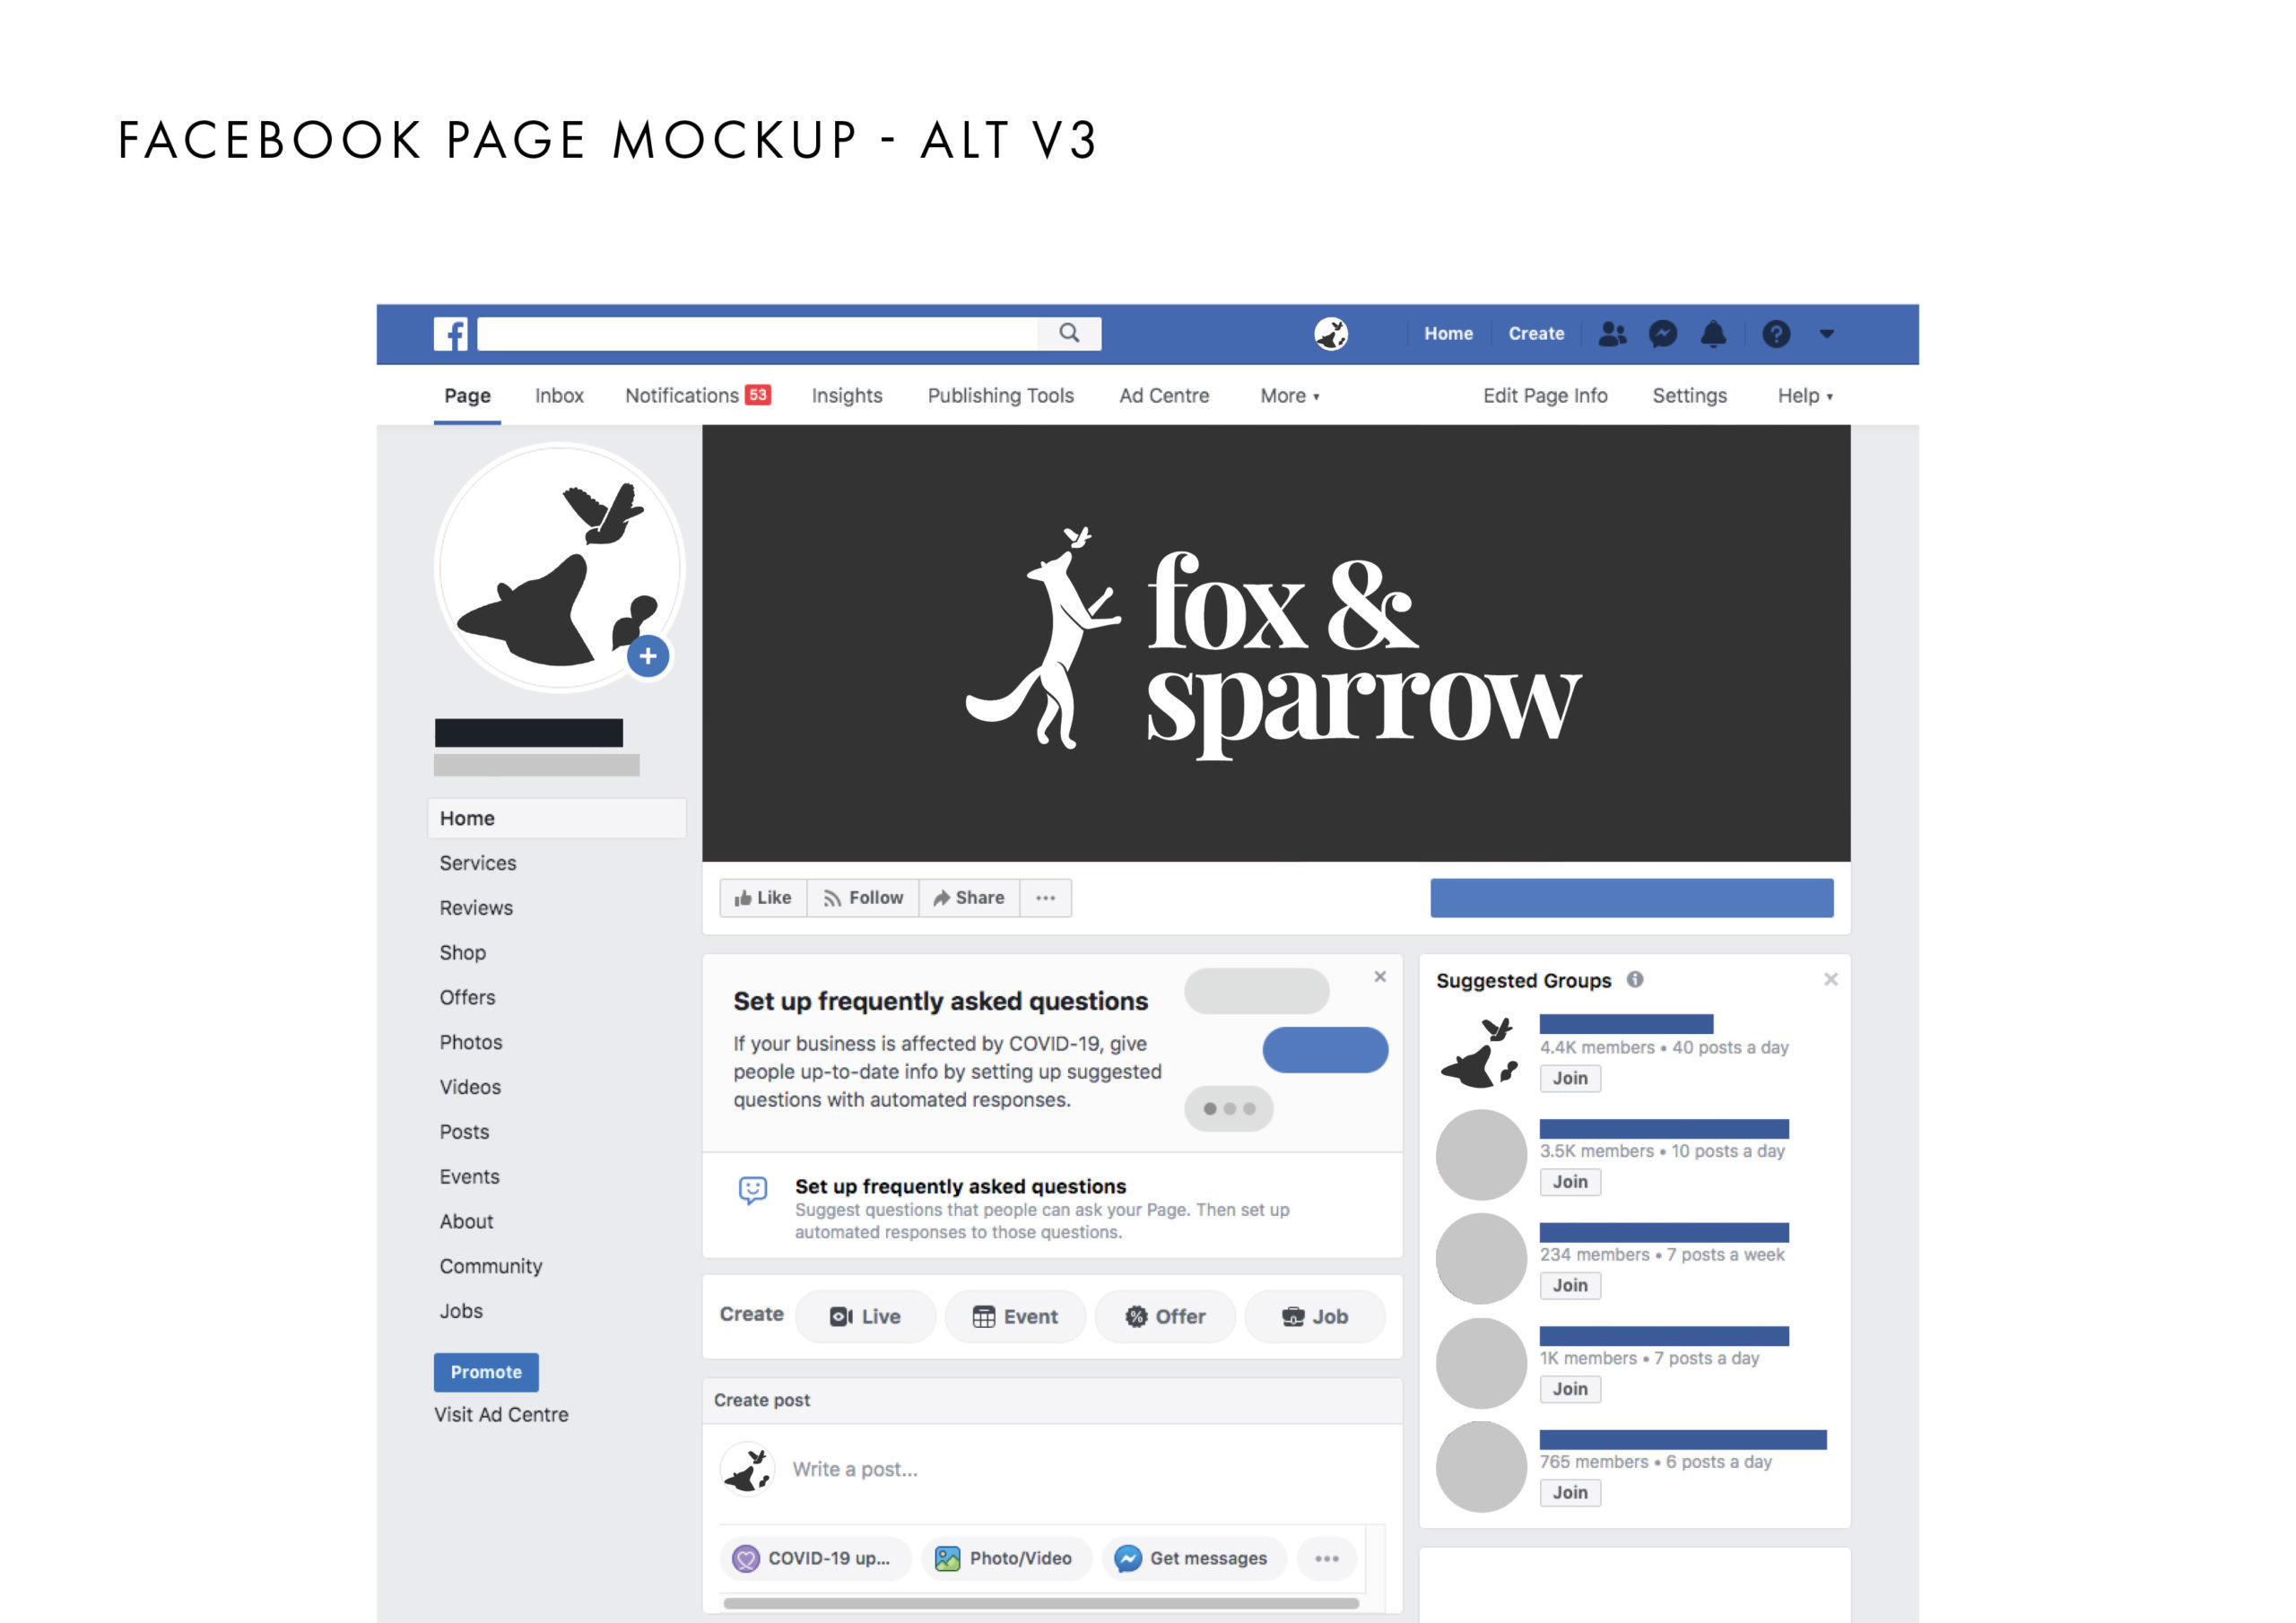 FACEBOOK PAGE MOCKUP - ALT V3
Home Create
Page Inbox Notifications 53 Insights Publishing Tools Ad Centre More Edit Page Info Settings Help
fox &
sparrow
Home
Services
Reviews
Shop
Offers
Photos
Videos
Posts
Events
About
Community
Jobs
Promote
Visit Ad Centre
Like Follow Share ...
Set up frequently asked questions
If your business is affected by COVID-19, give
people up-to-date info by setting up suggested
questions with automated responses.
Set up frequently asked questions
Suggest questions that people can ask your Page. Then set up
automated responses to those questions.
Create Live Event Offer Job
Create post
Write a post...
COVID-19 up... Photo/Video Get messages ...
Suggested Groups
4.4K members • 40 posts a day
Join
3.5K members • 10 posts a day
Join
234 members • 7 posts a week
Join
1K members • 7 posts a day
Join
765 members • 6 posts a day
Join